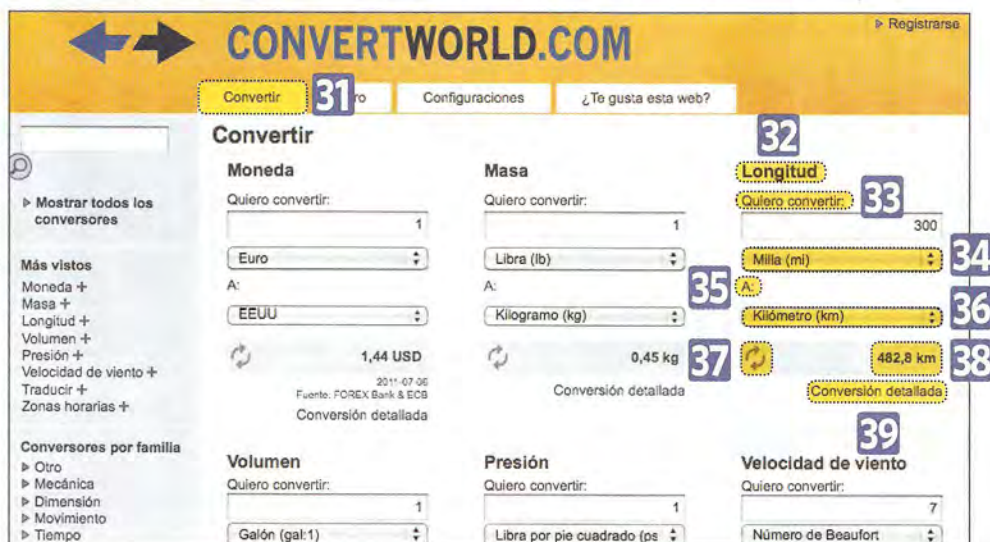 Registrarse
CONVERTWORLD.COM
Convertir 31 ro Configuraciones ¿Te gusta esta web?
Mostrar todos los
conversores
Más vistos
Moneda +
Masa +
Longitud +
Volumen +
Presión +
Velocidad de viento +
Traducir +
Zonas horarias +
Conversores por familia
Otro
Mecánica
Dimensión
Movimiento
Tiempo
Convertir
Moneda
Quiero convertir:
1
Euro
A:
EEUU
1,44 USD
2011-07-06
Fuente: FOREX Bank & ECB
Conversión detallada
Masa
Quiero convertir:
1
Libra (lb)
A:
Kilogramo (kg)
0,45 kg
Conversión detallada
32
Longitud
Quiero convertir: 33
300
Milla (mi) 34
35 A:
Kilómetro (km) 36
37 482,8 km 38
Conversión detallada
39
Volumen
Quiero convertir:
1
Galón (gal:1)
Presión
Quiero convertir:
1
Libra por pie cuadrado (ps
Velocidad de viento
Quiero convertir:
7
Número de Beaufort